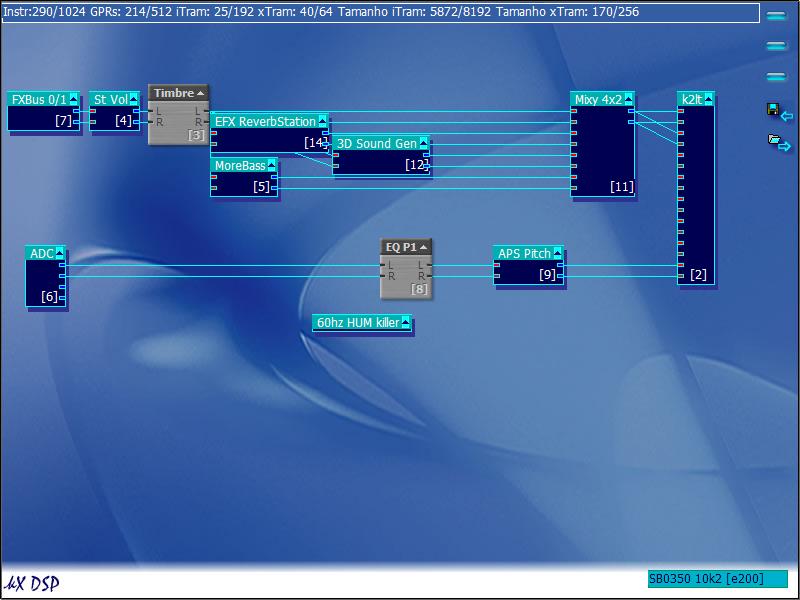 Instr:290/1024 GPRs: 214/512 iTram: 25/192 xTram: 40/64 Tamanho iTram: 5872/8192 Tamanho xTram: 170/256
FXBus 0/1
[7]
St Vol
[4]
Timbre
L L
R R
[3]
EFX ReverbStation
[14]
3D Sound Gen
[12]
MoreBass
[5]
Mixy 4x2
[11]
k2lt
[2]
ADC
[6]
EQ P1
L L
R R
[8]
APS Pitch
[9]
60hz HUM killer
µX DSP
SB0350 10k2 [e200]